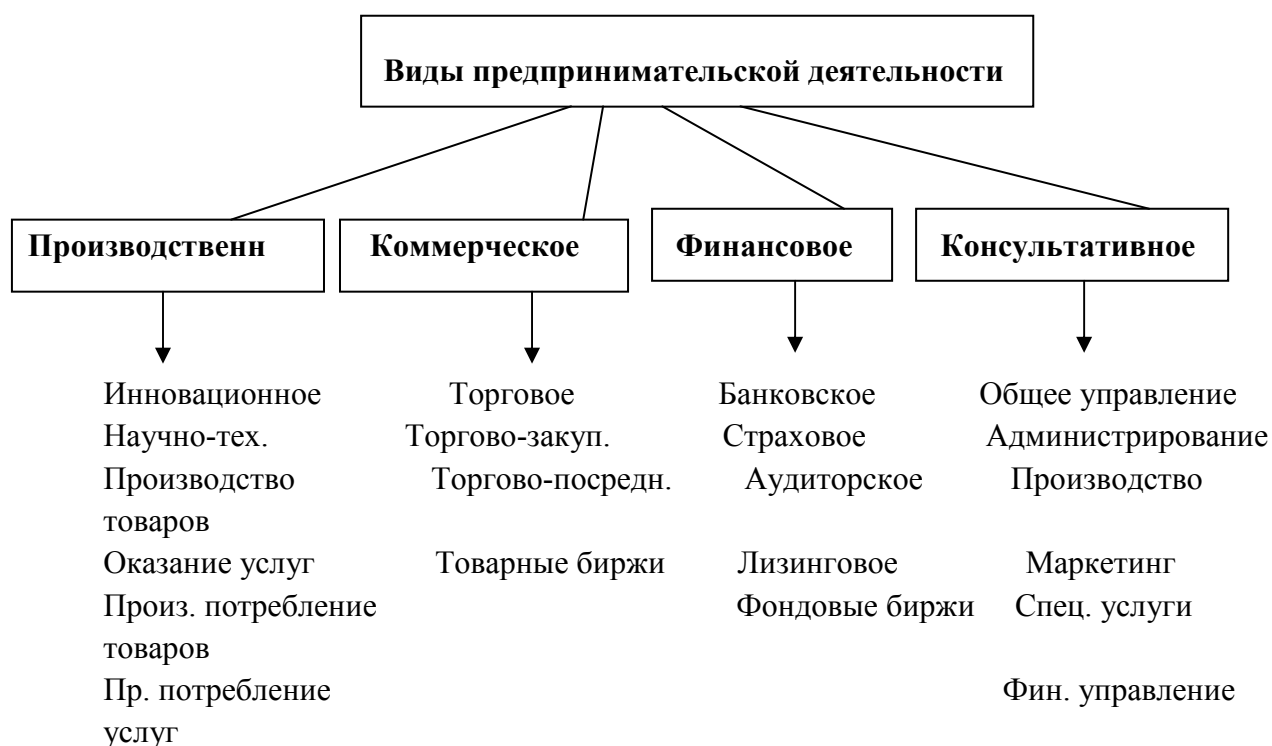 Виды предпринимательской деятельности
Производственн Коммерческое Финансовое Консультативное
Инновационное Торговое Банковское Общее управление
Научно-тех. Торгово-закуп. Страховое Администрирование
Производство Торгово-посредн. Аудиторское Производство
товаров
Оказание услуг Товарные биржи Лизинговое Маркетинг
Произ. потребление Фондовые биржи Спец. услуги
товаров
Пр. потребление Фин. управление
услуг